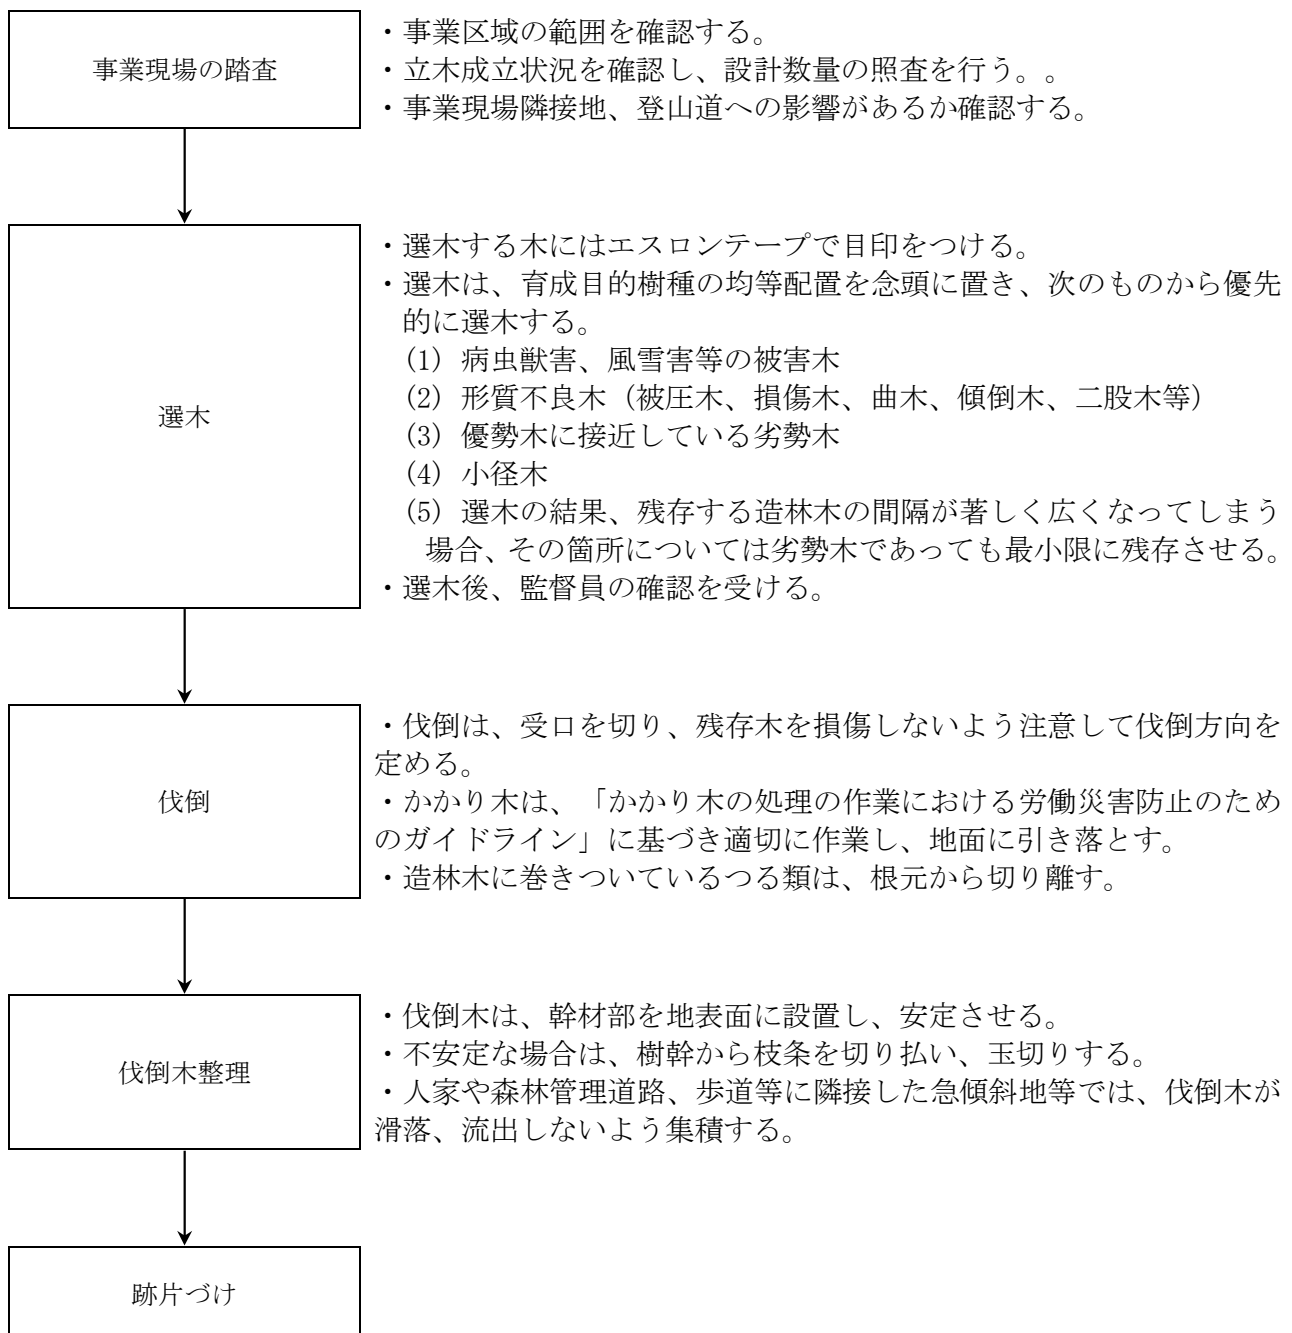 事業現場の踏査
・事業区域の範囲を確認する。
・立木成立状況を確認し、設計数量の照査を行う。。
・事業現場隣接地、登山道への影響があるか確認する。
選木
・選木する木にはエスロンテープで目印をつける。
・選木は、育成目的樹種の均等配置を念頭に置き、次のものから優先
的に選木する。
(1) 病虫獣害、風雪害等の被害木
(2) 形質不良木（被圧木、損傷木、曲木、傾倒木、二股木等）
(3) 優勢木に接近している劣勢木
(4) 小径木
(5) 選木の結果、残存する造林木の間隔が著しく広くなってしまう
場合、その箇所については劣勢木であっても最小限に残存させる。
・選木後、監督員の確認を受ける。
伐倒
・伐倒は、受口を切り、残存木を損傷しないよう注意して伐倒方向を
定める。
・かかり木は、「かかり木の処理の作業における労働災害防止のため
のガイドライン」に基づき適切に作業し、地面に引き落とす。
・造林木に巻きついているつる類は、根元から切り離す。
伐倒木整理
・伐倒木は、幹材部を地表面に設置し、安定させる。
・不安定な場合は、樹幹から枝条を切り払い、玉切りする。
・人家や森林管理道路、歩道等に隣接した急傾斜地等では、伐倒木が
滑落、流出しないよう集積する。
跡片づけ